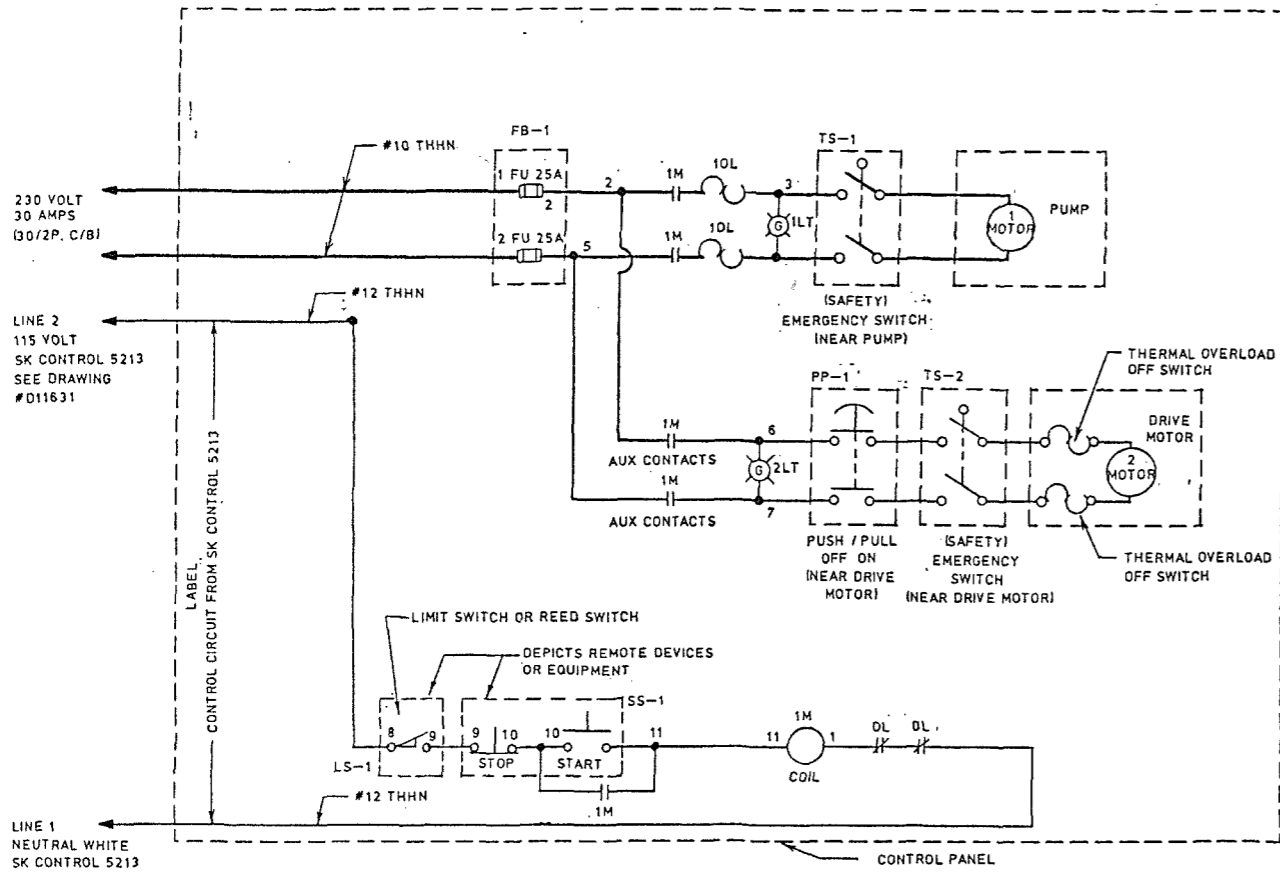 #10 THHN
FB-1
TS-1
1 FU 25A
2
2
1M
1OL
3
1LT
G
1
MOTOR
PUMP
230 VOLT
30 AMPS
(30/2P. C/B)
2 FU 25A
5
1M
1OL
#12 THHN
(SAFETY)
EMERGENCY SWITCH
(NEAR PUMP)
LINE 2
115 VOLT
SK CONTROL 5213
SEE DRAWING
#D11631
THERMAL OVERLOAD
OFF SWITCH
PP-1
TS-2
1M
AUX CONTACTS
6
G
2LT
DRIVE
MOTOR
2
MOTOR
1M
AUX CONTACTS
7
PUSH / PULL
OFF ON
(NEAR DRIVE
MOTOR)
(SAFETY)
EMERGENCY
SWITCH
(NEAR DRIVE MOTOR)
THERMAL OVERLOAD
OFF SWITCH
LABEL
CONTROL CIRCUIT FROM SK CONTROL 5213
LIMIT SWITCH OR REED SWITCH
DEPICTS REMOTE DEVICES
OR EQUIPMENT
SS-1
8
9
9
10
10
11
11
1M
1
OL
OL
LS-1
STOP
START
COIL
1M
#12 THHN
LINE 1
NEUTRAL WHITE
SK CONTROL 5213
CONTROL PANEL